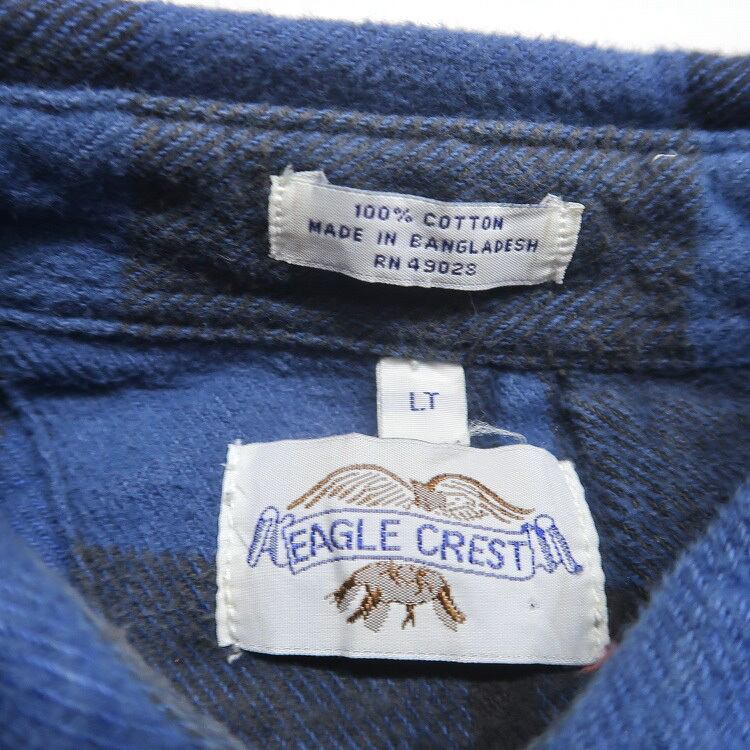 100% COTTON
MADE IN BANGLADESH
RN 49028
LT
EAGLE CREST